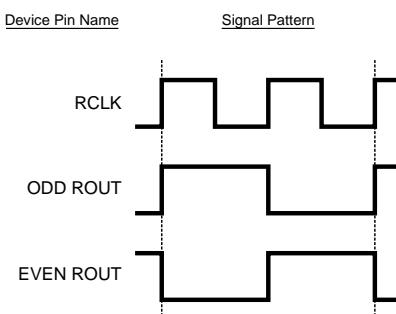 Device Pin Name Signal Pattern
RCLK
ODD ROUT
EVEN ROUT